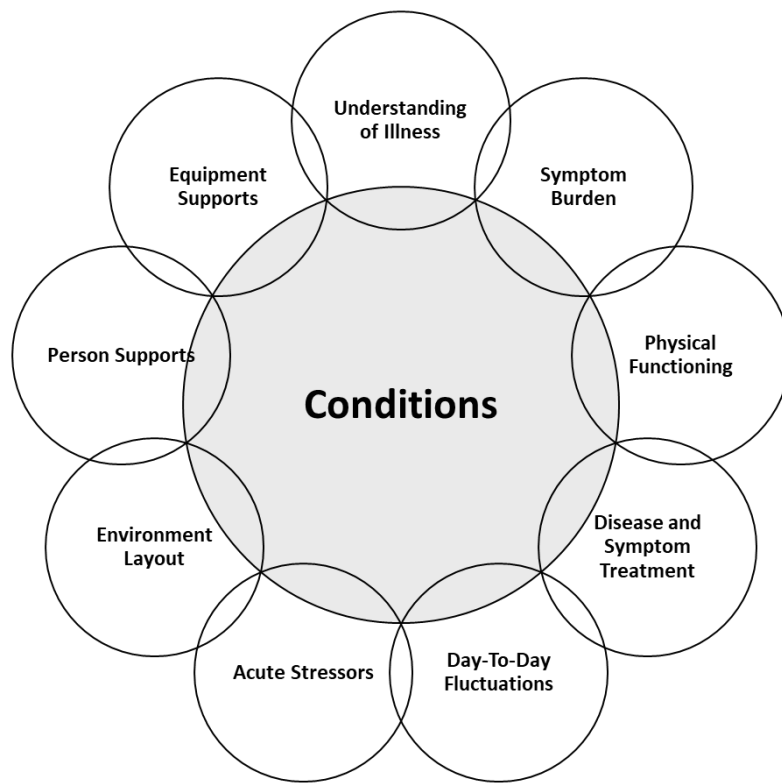 Understanding
of Illness
Symptom
Burden
Physical
Functioning
Disease and
Symptom
Treatment
Day-To-Day
Fluctuations
Acute Stressors
Environment
Layout
Person Supports
Equipment
Supports
Conditions